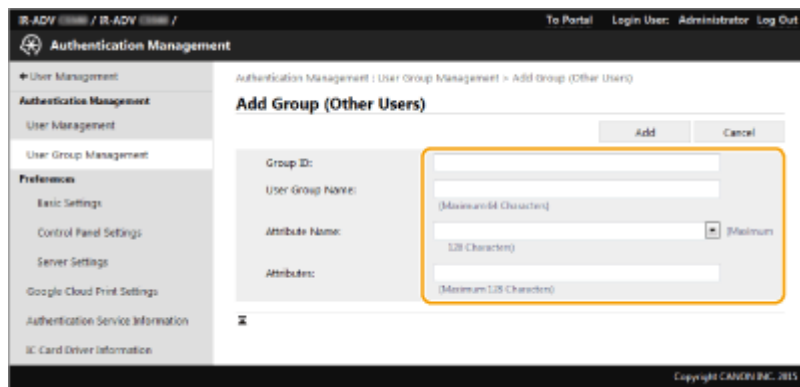 IR-ADV / IR-ADV /
To Portal Login User: Administrator Log Out
Authentication Management
User Management
Authentication Management
User Management
User Group Management
Preferences
Basic Settings
Control Panel Settings
Server Settings
Google Cloud Print Settings
Authentication Service Information
IC Card Driver Information
Authentication Management : User Group Management > Add Group (Other Users)
Add Group (Other Users)
Add Cancel
Group ID:
User Group Name:
(Maximum 64 Characters)
Attribute Name:
(Maximum
128 Characters)
Attributes:
(Maximum 128 Characters)
Copyright CANON INC. 2015